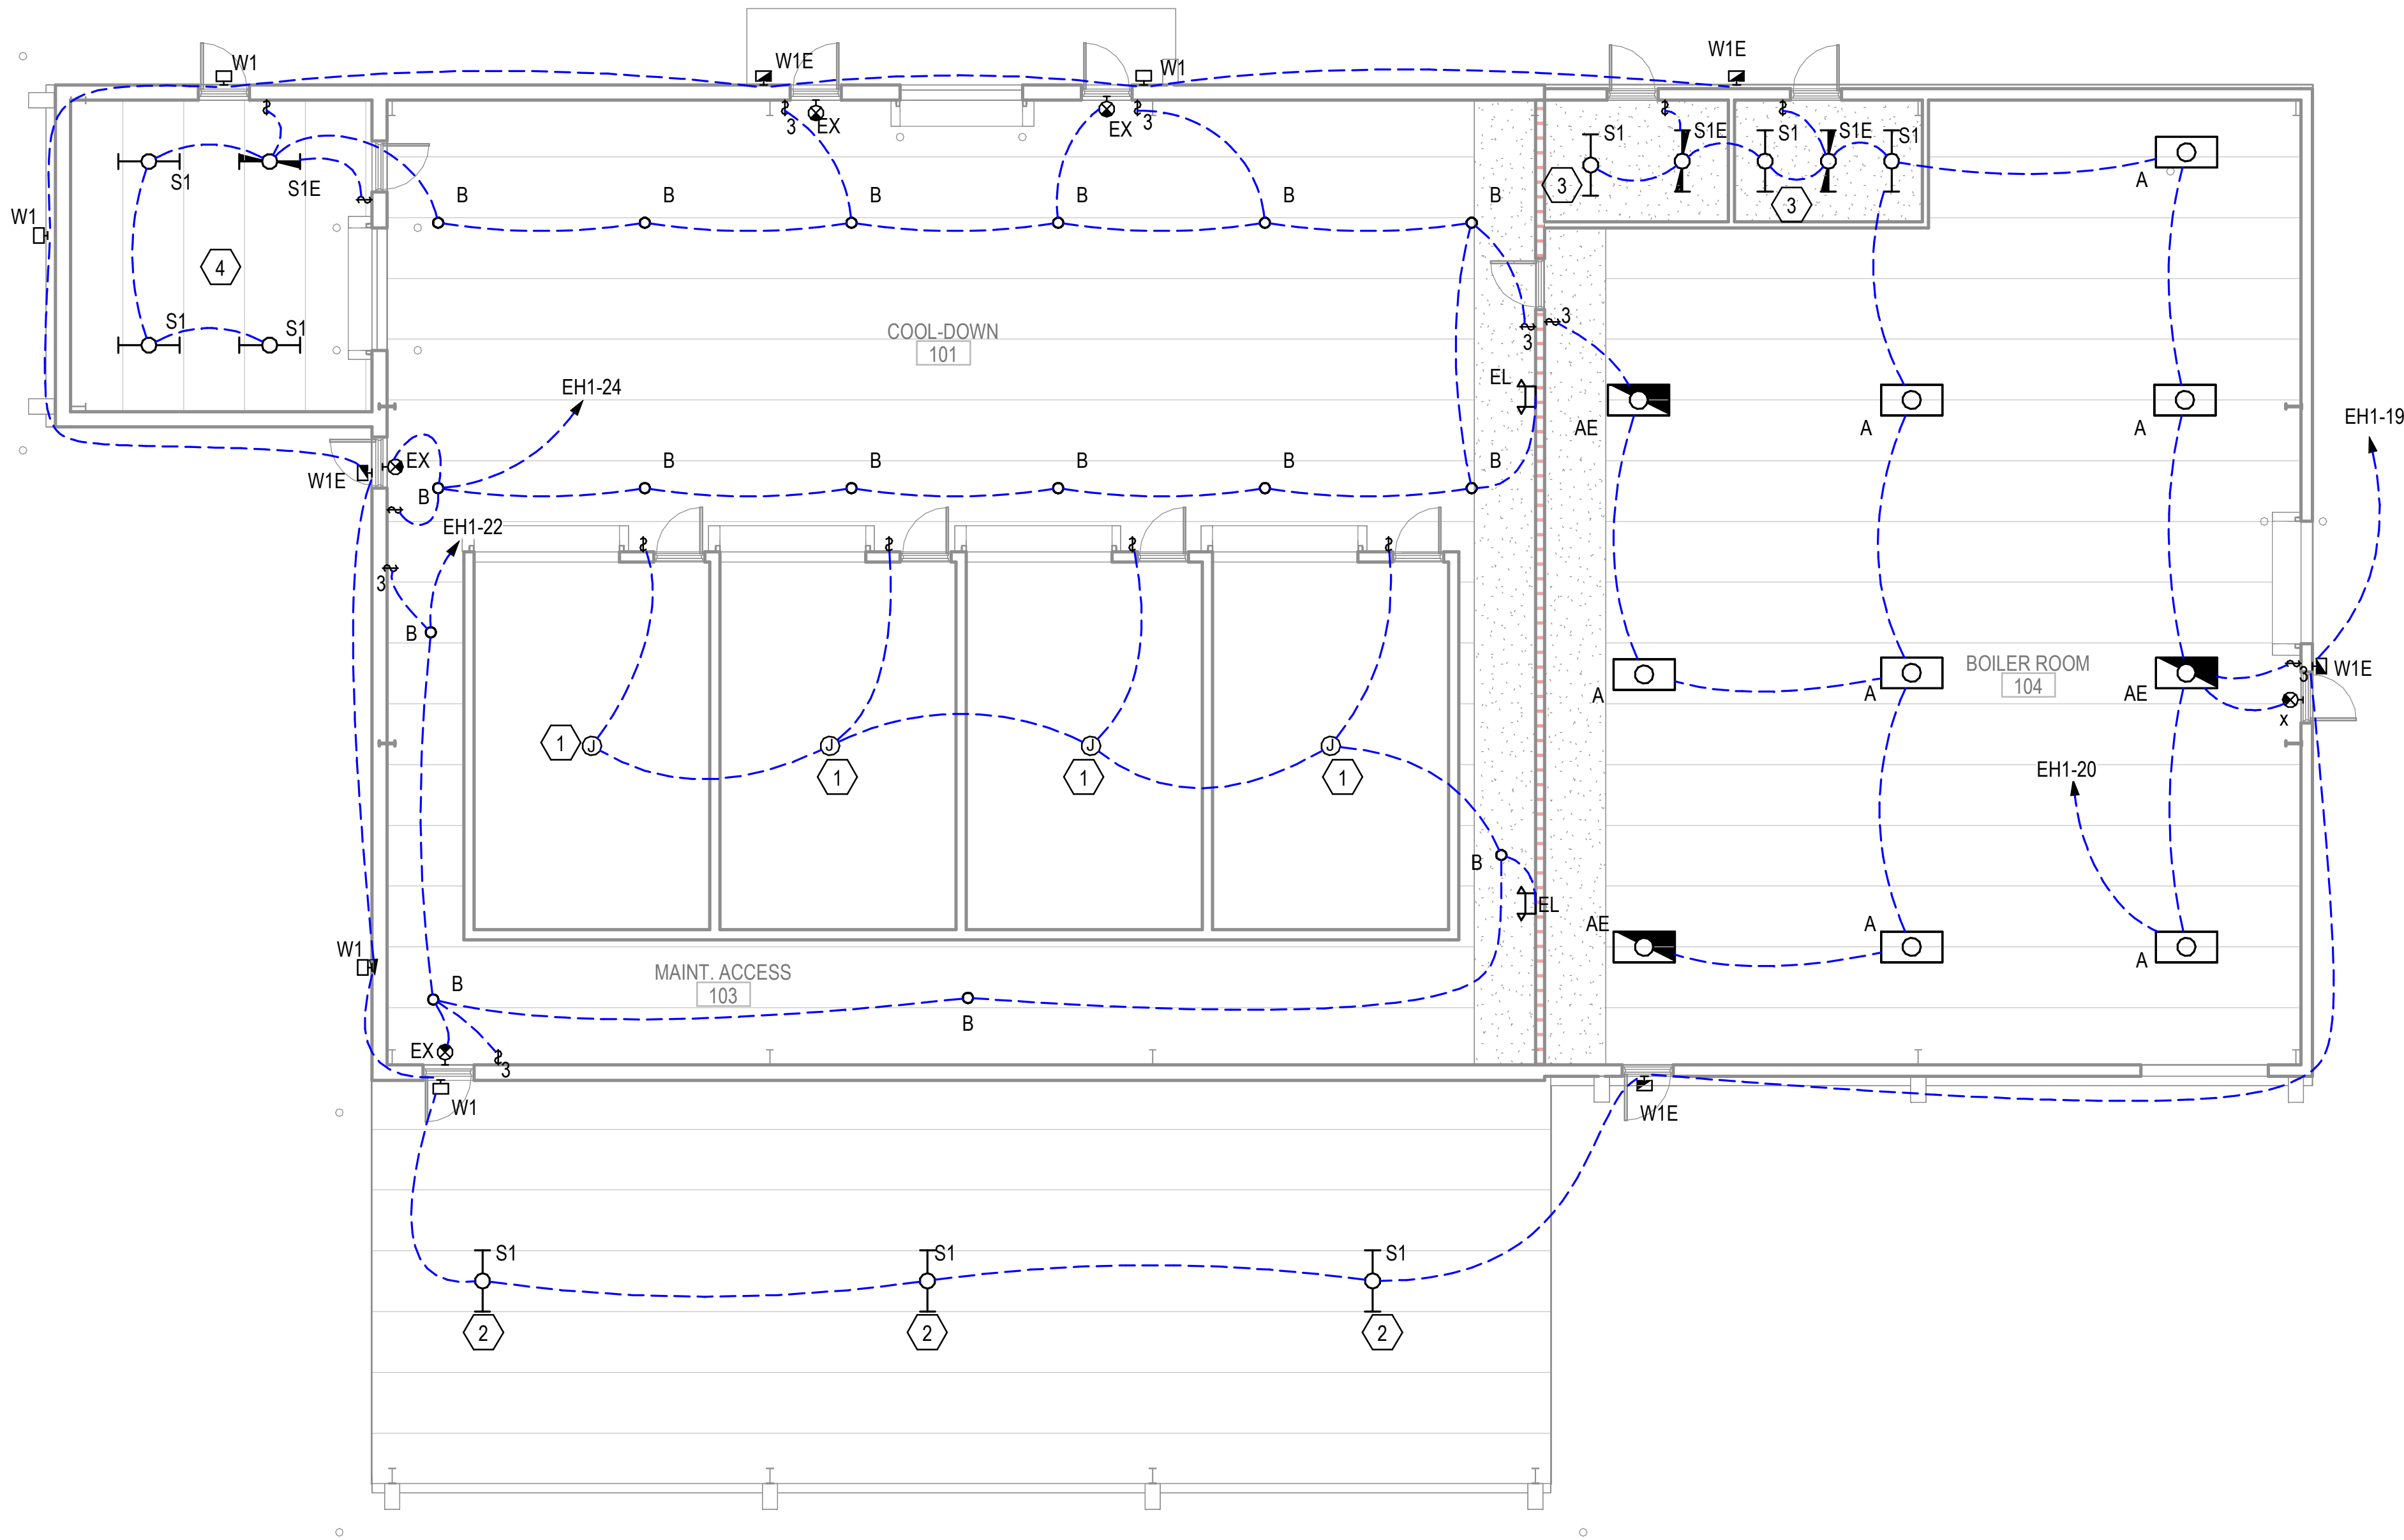 W1
W1E
W1
W1E
3
EX
EX
3
S1
S1E
S1
S1E
S1
S1
S1E
3
3
A
W1
B
B
B
B
B
B
4
S1
S1
COOL-DOWN
101
3
3
EL
EH1-24
AE
A
A
EH1-19
W1E
EX
B
B
B
B
B
B
EH1-22
3
B
1
J
J
J
J
1
1
1
A
A
BOILER ROOM
104
AE
3
W1E
x
EH1-20
B
EL
AE
A
A
W1
MAINT. ACCESS
103
B
B
EX
3
W1
W1E
S1
S1
S1
2
2
2